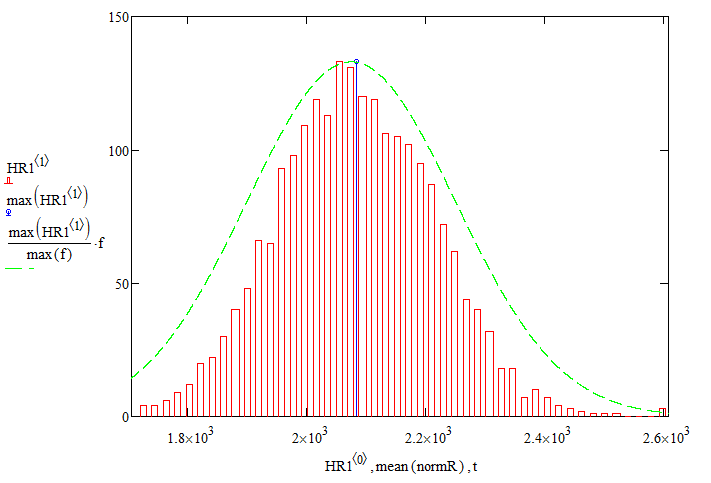 150
100
50
0
HR1⟨1⟩
max(HR1⟨1⟩)
max(HR1⟨1⟩)
max(f)
·f
1.8×10³ 2×10³ 2.2×10³ 2.4×10³ 2.6×10³
HR1⟨0⟩,mean(normR),t